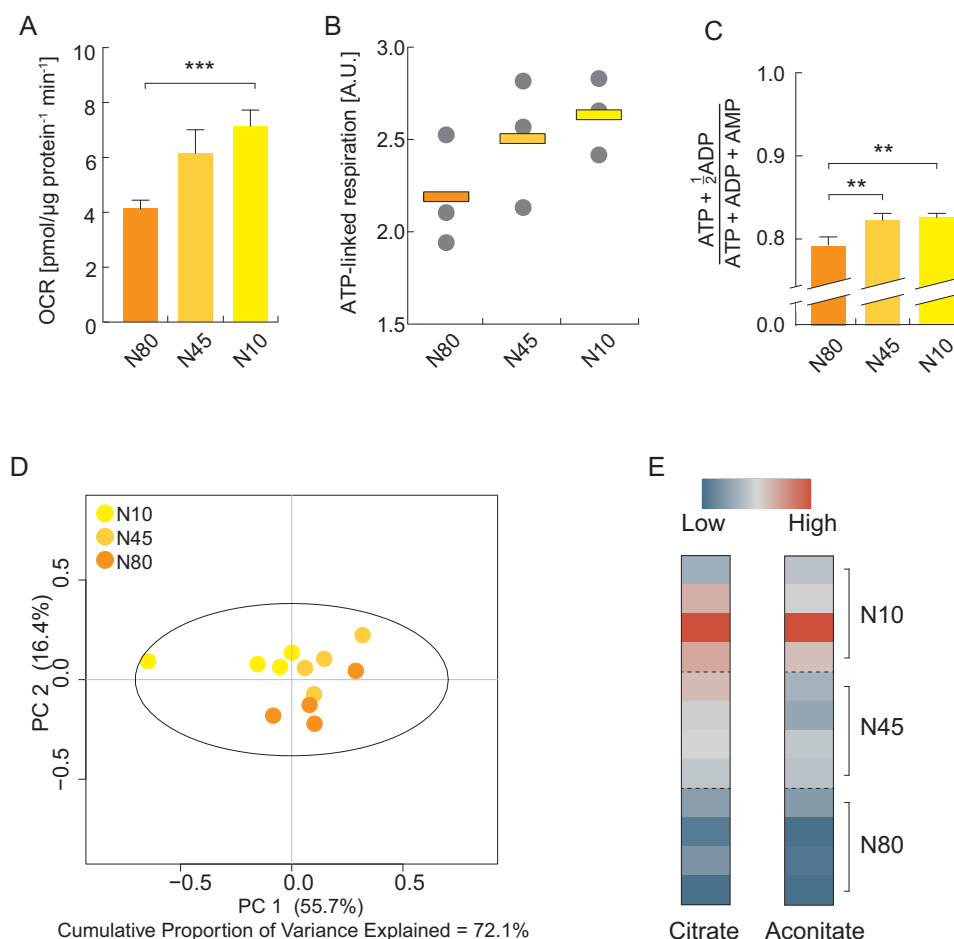 A
OCR [pmol/µg protein⁻¹ min⁻¹]
10
8
6
4
2
0
***
N80
N45
N10
B
ATP-linked respiration [A.U.]
3.0
2.5
2.0
1.5
N80
N45
N10
C
ATP + ½ADP
ATP + ADP + AMP
1.0
0.9
0.8
0.0
**
**
N80
N45
N10
D
N10
N45
N80
PC 2 (16.4%)
0.5
0.0
−0.5
−0.5
0.0
0.5
PC 1 (55.7%)
Cumulative Proportion of Variance Explained = 72.1%
E
Low
High
N10
N45
N80
Citrate
Aconitate